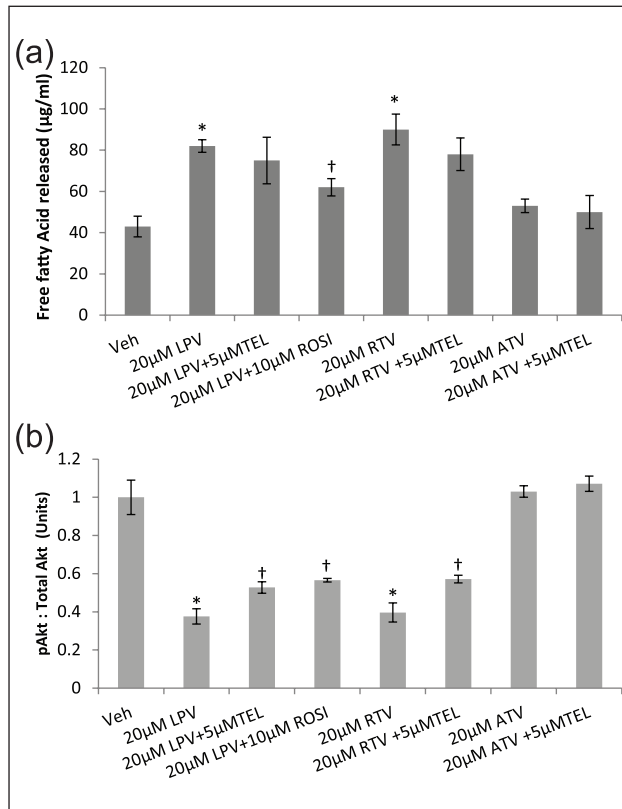 (a)
120
100
80
60
40
20
0
Free fatty Acid released (µg/ml)
*
†
*
Veh
20µM LPV
20µM LPV+5µMTEL
20µM LPV+10µM ROSI
20µM RTV
20µM RTV +5µMTEL
20µM ATV
20µM ATV +5µMTEL
(b)
1.2
1
0.8
0.6
0.4
0.2
0
pAkt : Total Akt (Units)
*
†
†
*
†
Veh
20µM LPV
20µM LPV+5µMTEL
20µM LPV+10µM ROSI
20µM RTV
20µM RTV +5µMTEL
20µM ATV
20µM ATV +5µMTEL